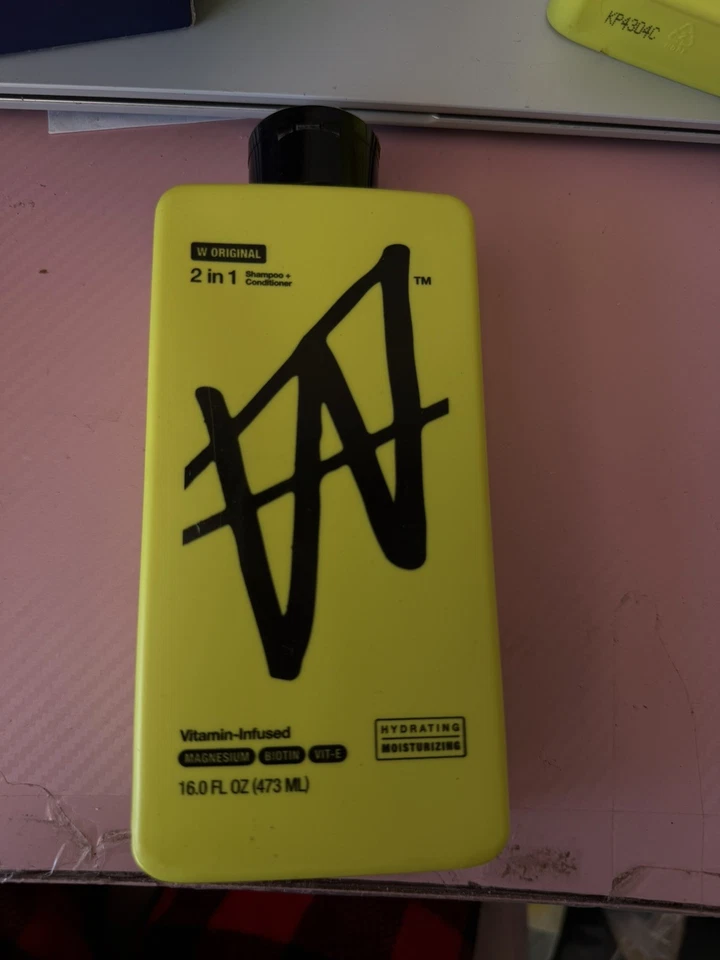 KP4304C
W ORIGINAL
2 in 1 Shampoo +
Conditioner
W
TM
Vitamin-Infused
MAGNESIUM BIOTIN VIT-E
16.0 FL OZ (473 ML)
HYDRATING
MOISTURIZING